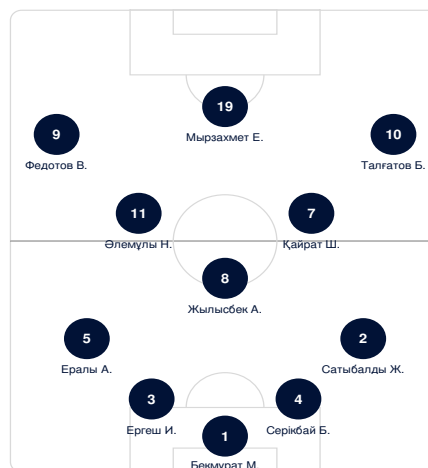 19
Мырзахмет Е.
9
Федотов В.
10
Талғатов Б.
11
Әлемұлы Н.
7
Қайрат Ш.
8
Жылысбек А.
5
Ералы А.
2
Сатыбалды Ж.
3
Ергеш И.
4
Серікбай Б.
1
Бекмурат М.